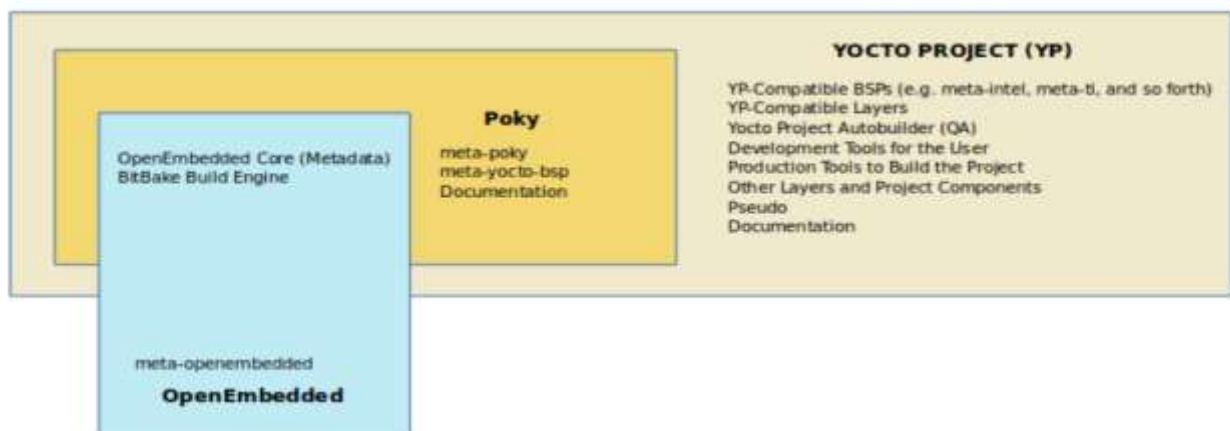 YOCTO PROJECT (YP)
YP-Compatible BSPs (e.g. meta-intel, meta-ti, and so forth)
YP-Compatible Layers
Yocto Project Autobuilder (QA)
Development Tools for the User
Production Tools to Build the Project
Other Layers and Project Components
Pseudo
Documentation
Poky
meta-poky
meta-yocto-bsp
Documentation
OpenEmbedded Core (Metadata)
BitBake Build Engine
meta-openembedded
OpenEmbedded